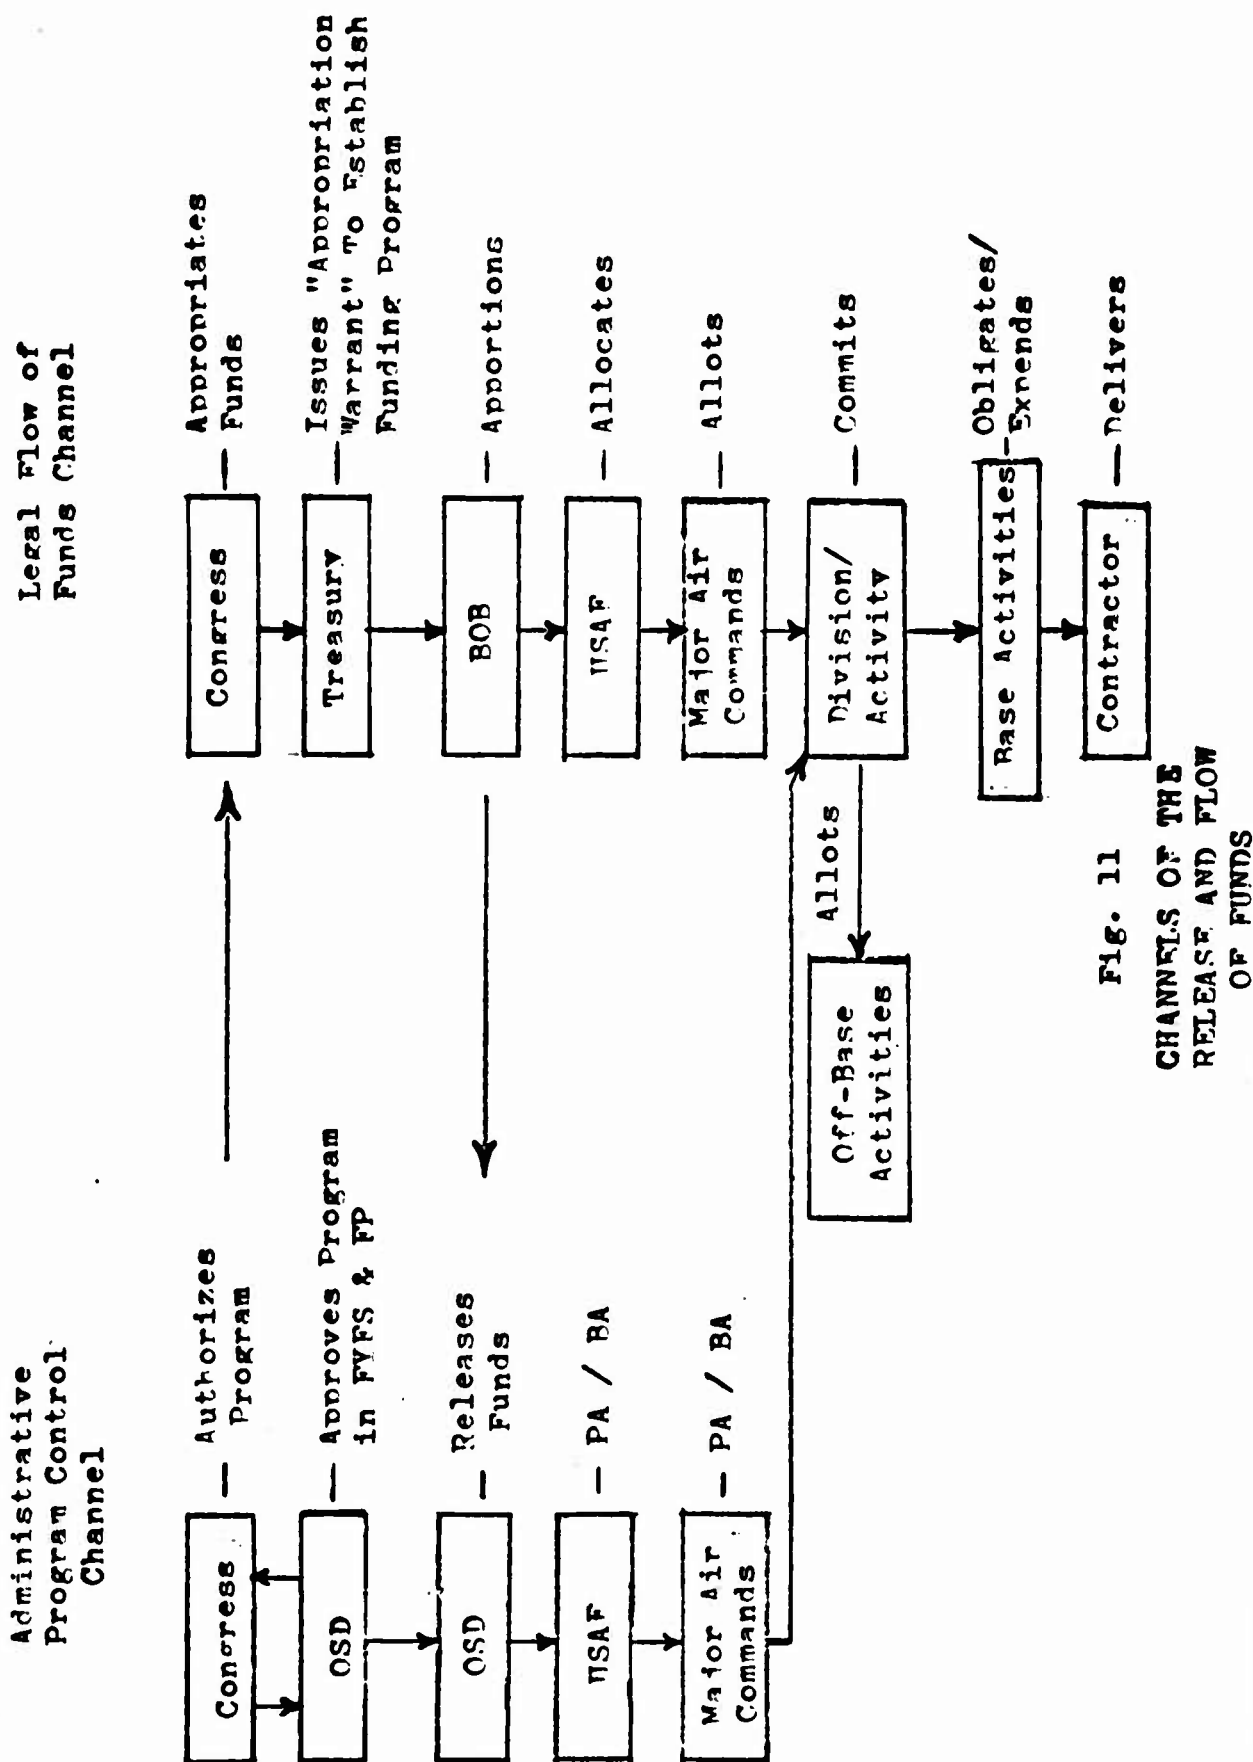 Administrative
Program Control
Channel
Legal Flow of
Funds Channel
Congress
— Authorizes
Program
Congress
— Appropriates
Funds
OSD
— Approves Program
in FYFS & FP
Treasury
— Issues "Appropriation
Warrant" To Establish
Funding Program
OSD
— Releases
Funds
BOB
— Apportions
USAF
— PA / BA
USAF
— Allocates
Major Air
Commands
— PA / BA
Major Air
Commands
— Allots
Off-Base
Activities
Allots
Division/
Activity
— Commits
Base Activities
— Obligates/
Expends
Contractor
— Delivers
Fig. 11
CHANNELS OF THE
RELEASE AND FLOW
OF FUNDS